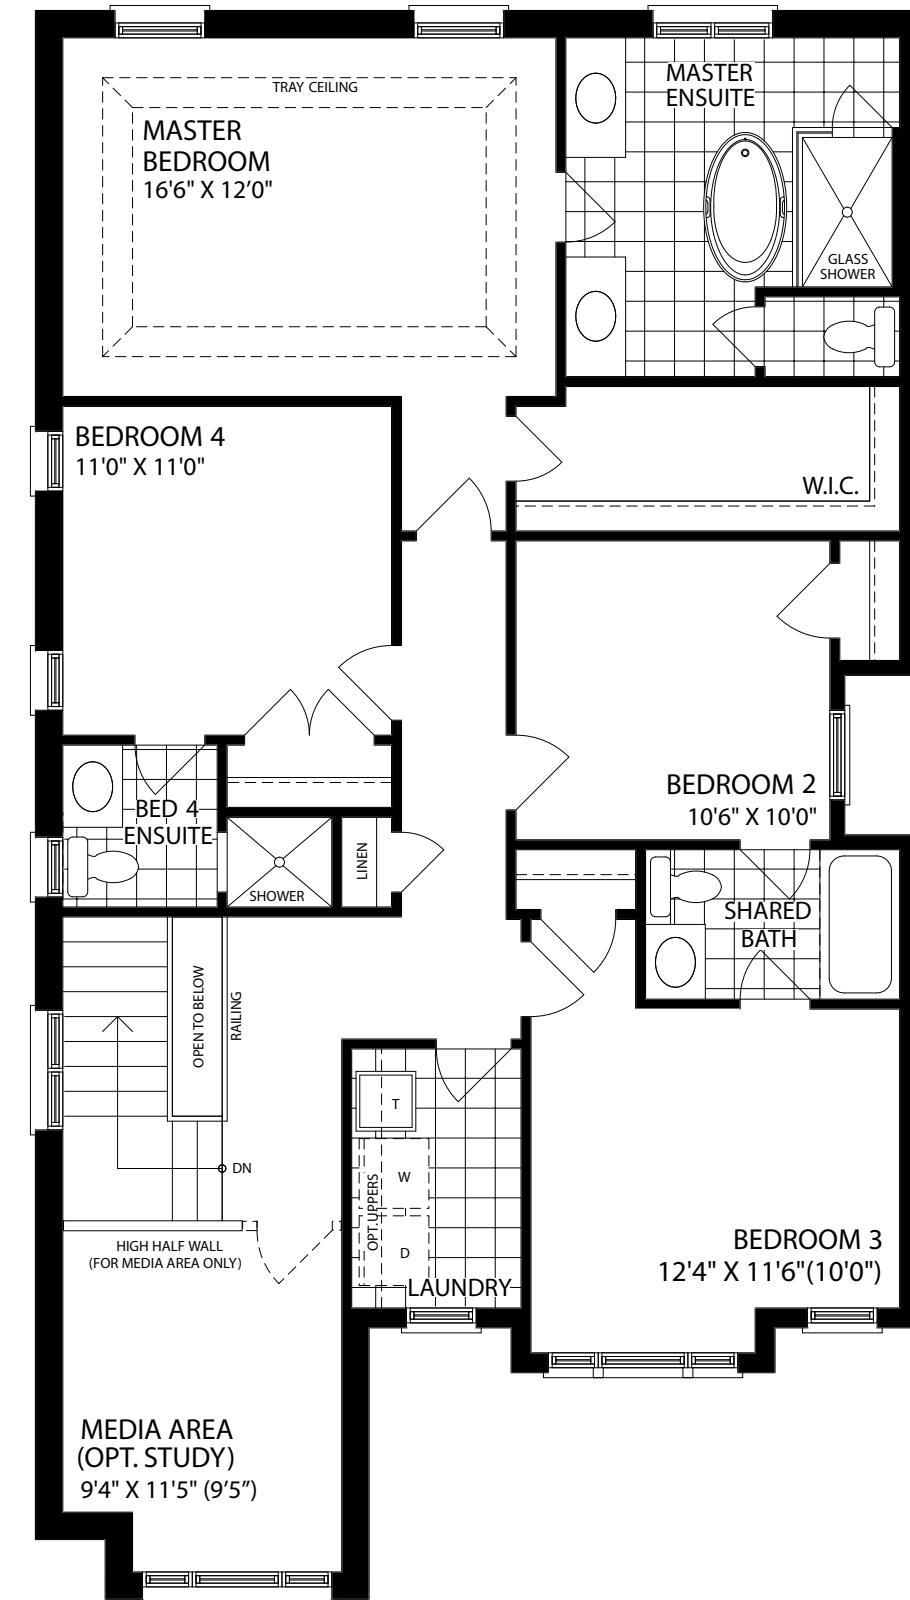 TRAY CEILING
MASTER
BEDROOM
16'6" X 12’0"
MASTER
ENSUITE
GLASS
SHOWER
BEDROOM 4
11'0" X 11'0"
W.I.C.
BEDROOM 2
10'6" X 10'0"
BED 4
ENSUITE
SHOWER
LINEN
SHARED
BATH
OPEN TO BELOW
RAILING
DN
T
W
D
OPT. UPPERS
LAUNDRY
HIGH HALF WALL
(FOR MEDIA AREA ONLY)
BEDROOM 3
12'4" X 11'6"(10'0")
MEDIA AREA
(OPT. STUDY)
9'4" X 11'5" (9’5”)